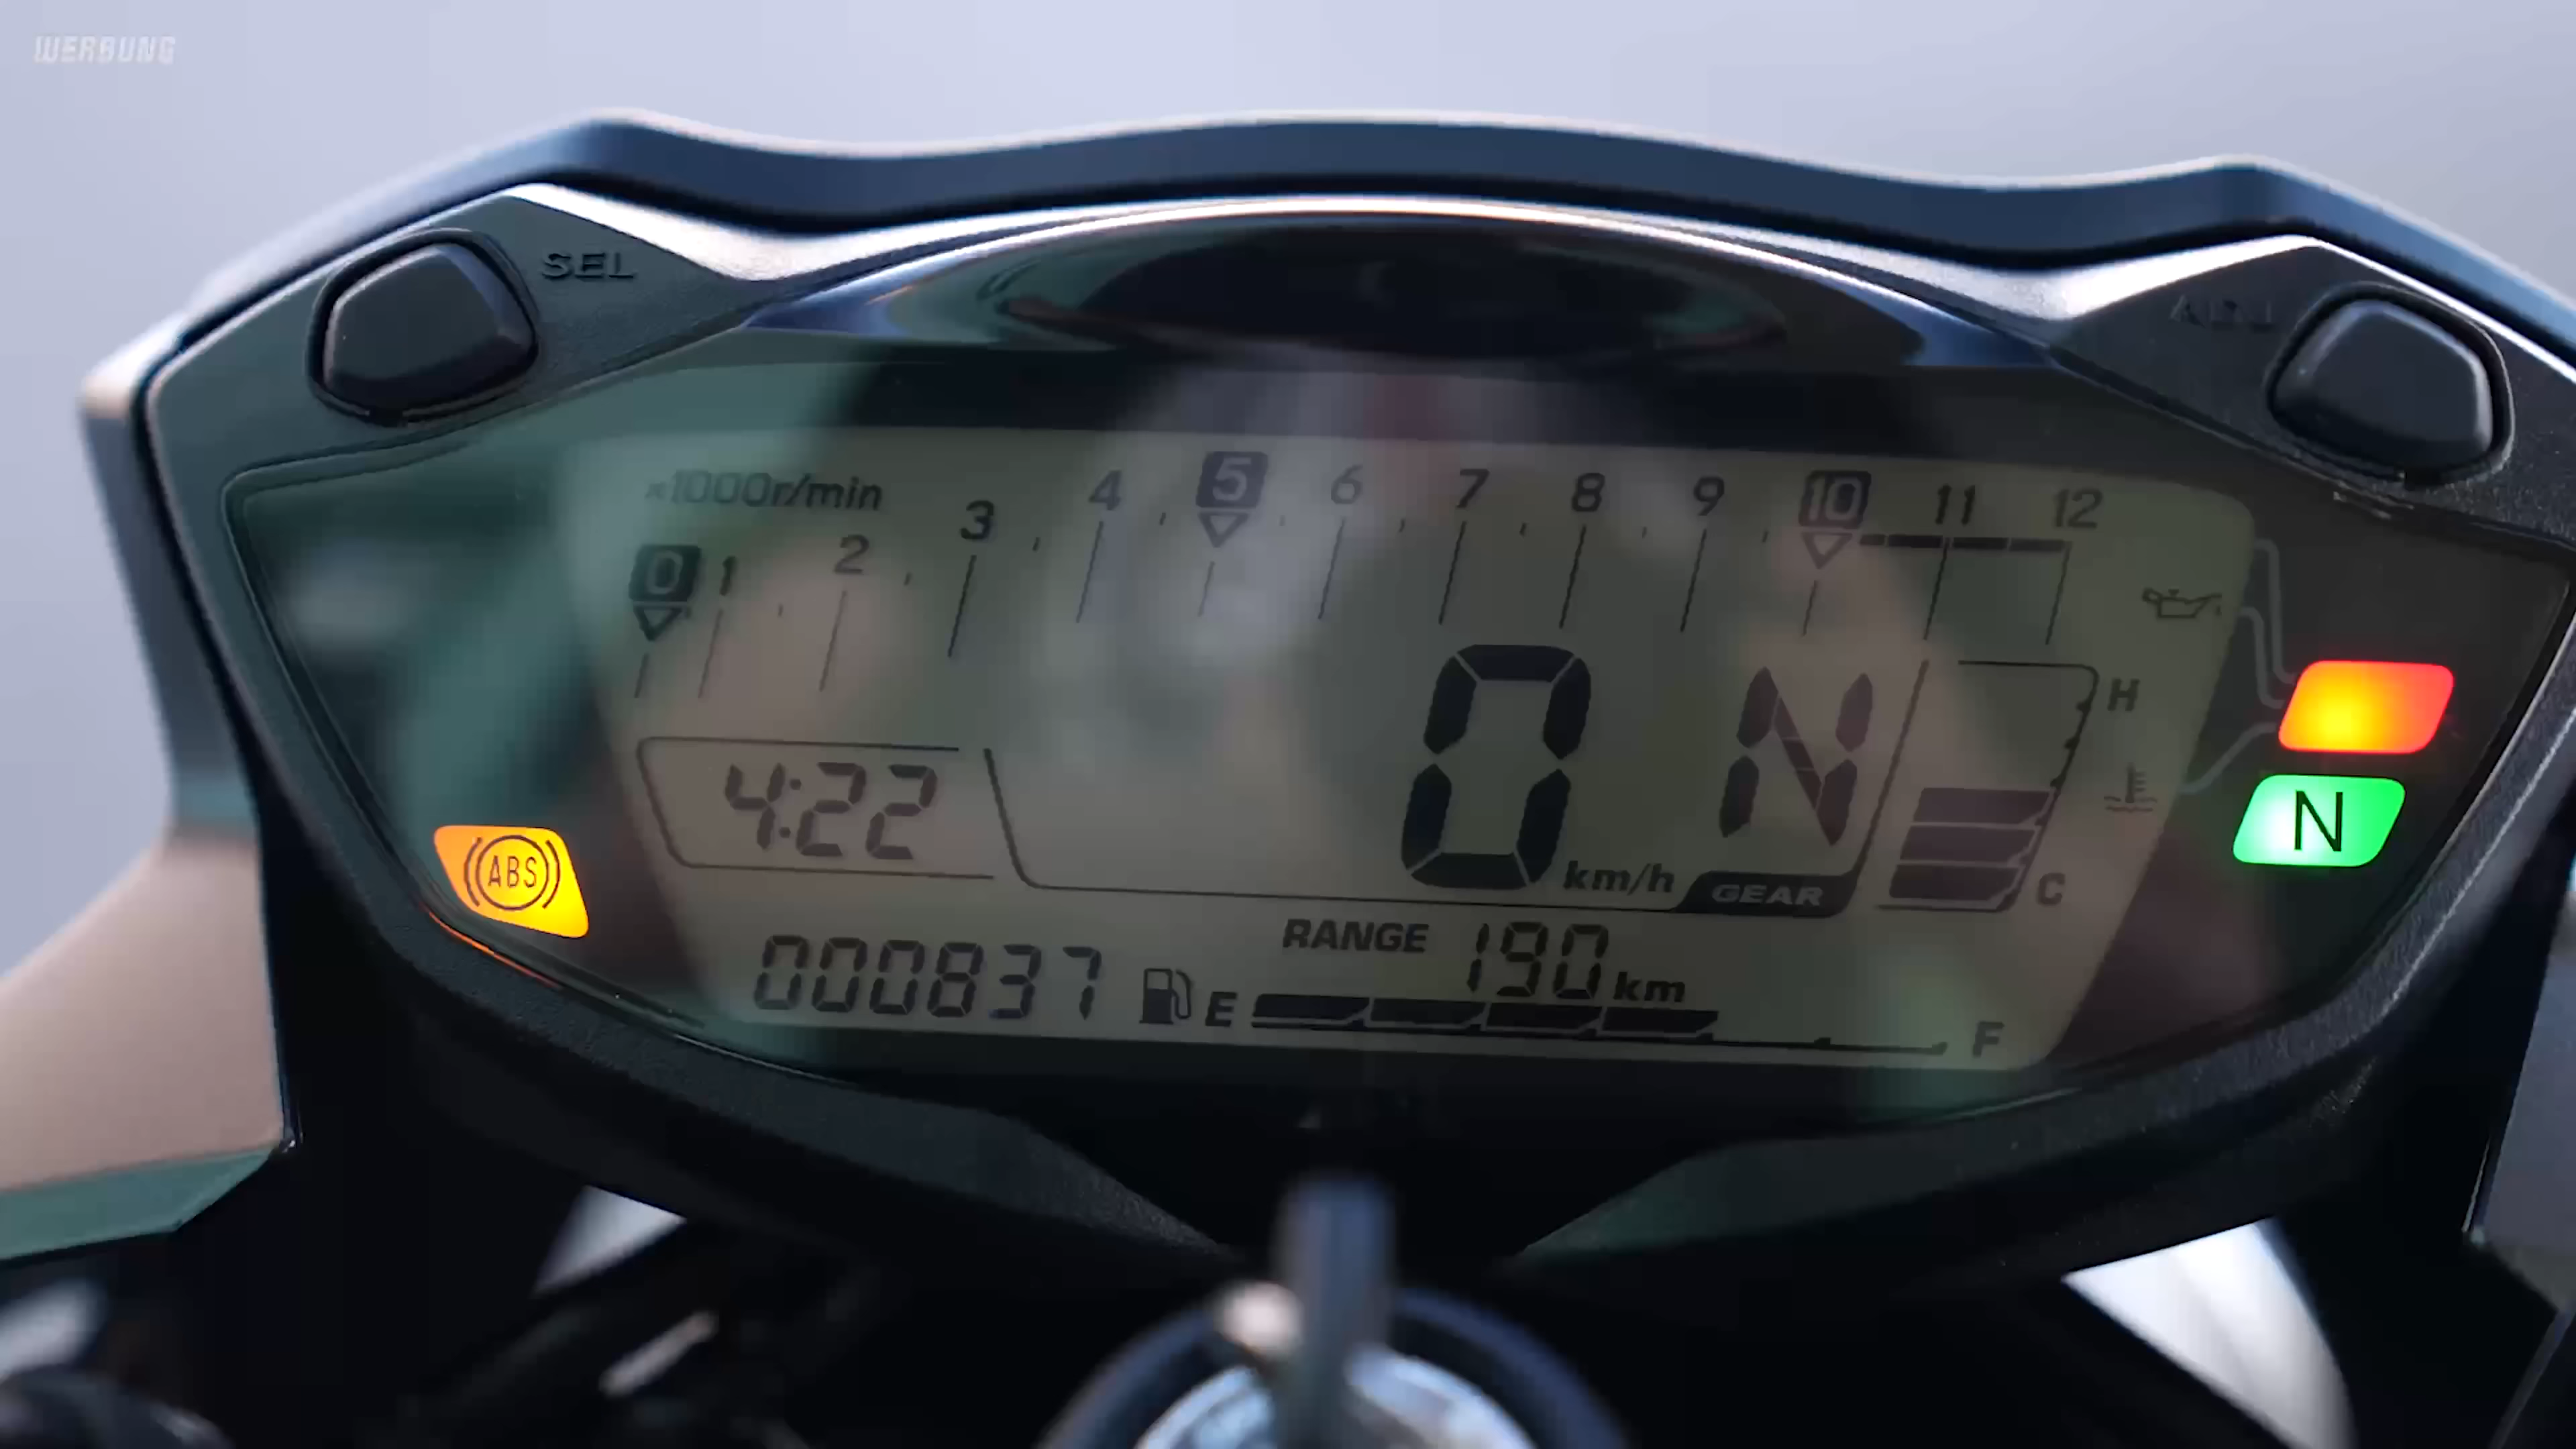 WERBUNG
SEL
ADJ
x1000r/min
0 1 2 3 4 5 6 7 8 9 10 11 12
H
4:22
0 km/h
N
GEAR
C
N
ABS
RANGE 190 km
000837
E
F